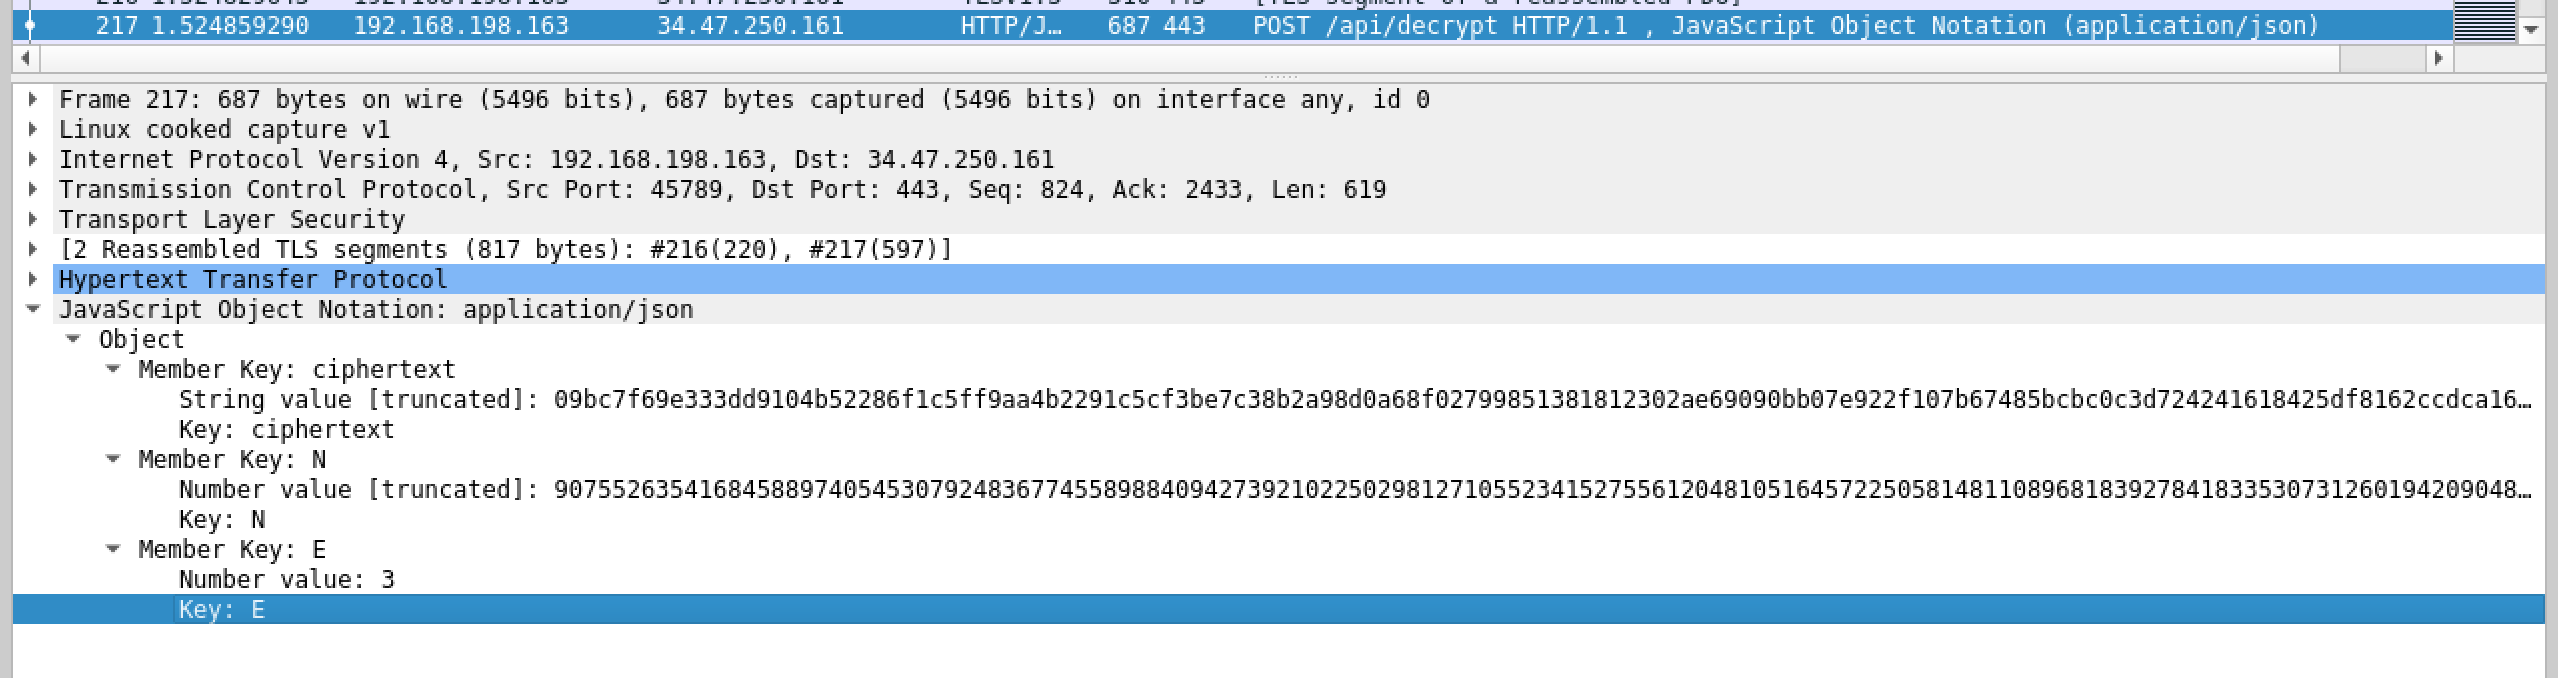 217 1.524859290 192.168.198.163 34.47.250.161 HTTP/J… 687 443 POST /api/decrypt HTTP/1.1 , JavaScript Object Notation (application/json)
Frame 217: 687 bytes on wire (5496 bits), 687 bytes captured (5496 bits) on interface any, id 0
Linux cooked capture v1
Internet Protocol Version 4, Src: 192.168.198.163, Dst: 34.47.250.161
Transmission Control Protocol, Src Port: 45789, Dst Port: 443, Seq: 824, Ack: 2433, Len: 619
Transport Layer Security
[2 Reassembled TLS segments (817 bytes): #216(220), #217(597)]
Hypertext Transfer Protocol
JavaScript Object Notation: application/json
Object
Member Key: ciphertext
String value [truncated]: 09bc7f69e333dd9104b52286f1c5ff9aa4b2291c5cf3be7c38b2a98d0a68f02799851381812302ae69090bb07e922f107b67485bcbc0c3d724241618425df8162ccdca16…
Key: ciphertext
Member Key: N
Number value [truncated]: 90755263541684588974054530792483677455898840942739210225029812710552341527556120481051645722505814811089681839278418335307312601942​09048…
Key: N
Member Key: E
Number value: 3
Key: E